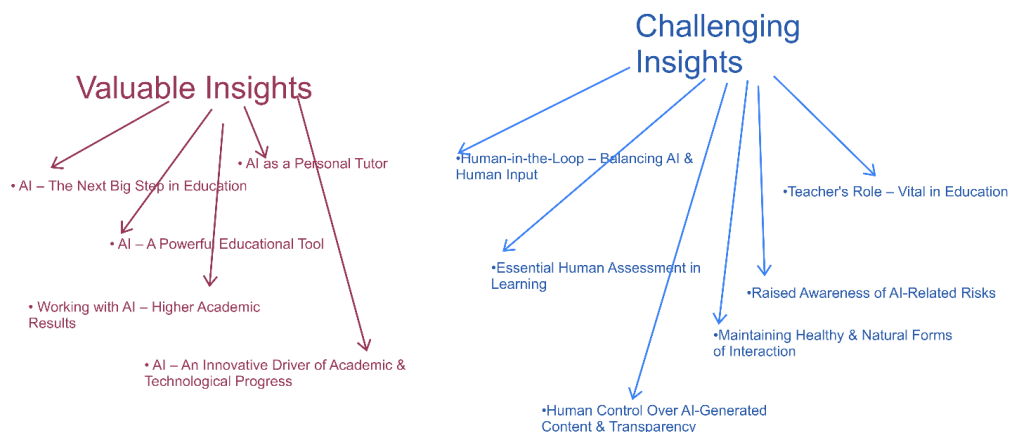 Valuable Insights
• AI as a Personal Tutor
• AI – The Next Big Step in Education
• AI – A Powerful Educational Tool
• Working with AI – Higher Academic
Results
• AI – An Innovative Driver of Academic &
Technological Progress
Challenging
Insights
•Human-in-the-Loop – Balancing AI &
Human Input
•Teacher's Role – Vital in Education
•Essential Human Assessment in
Learning
•Raised Awareness of AI-Related Risks
•Maintaining Healthy & Natural Forms
of Interaction
•Human Control Over AI-Generated
Content & Transparency